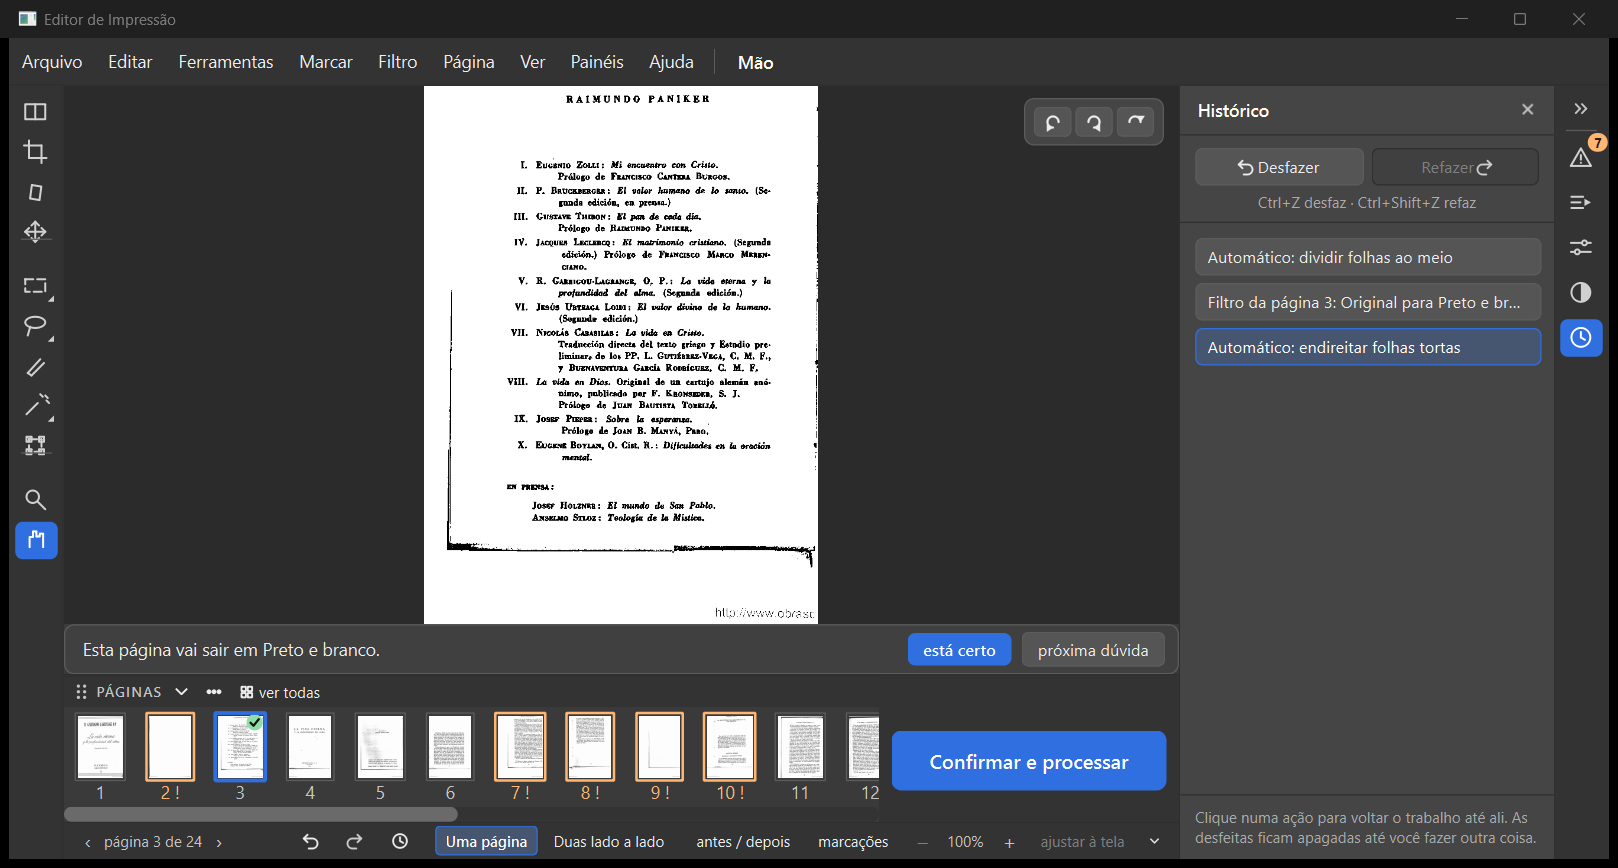 Editor de Impressão
Arquivo Editar Ferramentas Marcar Filtro Página Ver Painéis Ajuda Mão
RAIMUNDO PANIKER
I. Eugenio Zolli: Mi encuentro con Cristo.
Prólogo de Francisco Cantera Burgos.
II. P. Bruckberger: El valor humano de lo santo. (Se-
gunda edición, en prensa.)
III. Gustave Thibon: El pan de cada día.
Prólogo de Raimundo Paniker.
IV. Jacques Leclercq: El matrimonio cristiano. (Segunda
edición.) Prólogo de Francisco Marco Meren-
ciano.
V. R. Garrigou-Lagrange, O. P.: La vida eterna y la
profundidad del alma. (Segunda edición.)
VI. Jesús Urteaga Loidi: El valor divino de lo humano.
(Segunda edición.)
VII. Nicolás Cabasilas: La vida en Cristo.
Traducción directa del texto griego y Estudio pre-
liminar, de los PP. L. Gutiérrez-Vega, C. M. F.,
y Buenaventura García Rodríguez, C. M. F.
VIII. La vida en Dios. Original de un cartujo alemán anó-
nimo, publicado por F. Kronseder, S. J.
Prólogo de Juan Bautista Torelló.
IX. Josef Pieper: Sobre la esperanza.
Prólogo de Joan B. Manyá, Pbro.
X. Eugene Boylan, O. Cist. R.: Dificultades en la oración
mental.
EN PRENSA:
Josef Holzner: El mundo de San Pablo.
Anselmo Stloz: Teología de la Mística.
http://www.obrasc
Histórico
Desfazer Refazer
Ctrl+Z desfaz · Ctrl+Shift+Z refaz
Automático: dividir folhas ao meio
Filtro da página 3: Original para Preto e br...
Automático: endireitar folhas tortas
7
Esta página vai sair em Preto e branco.
está certo próxima dúvida
PÁGINAS ••• ver todas
1 2 ! 3 4 5 6 7 ! 8 ! 9 ! 10 ! 11 12
Confirmar e processar
‹ página 3 de 24 › Uma página Duas lado a lado antes / depois marcações − 100% + ajustar à tela
Clique numa ação para voltar o trabalho até ali. As
desfeitas ficam apagadas até você fazer outra coisa.